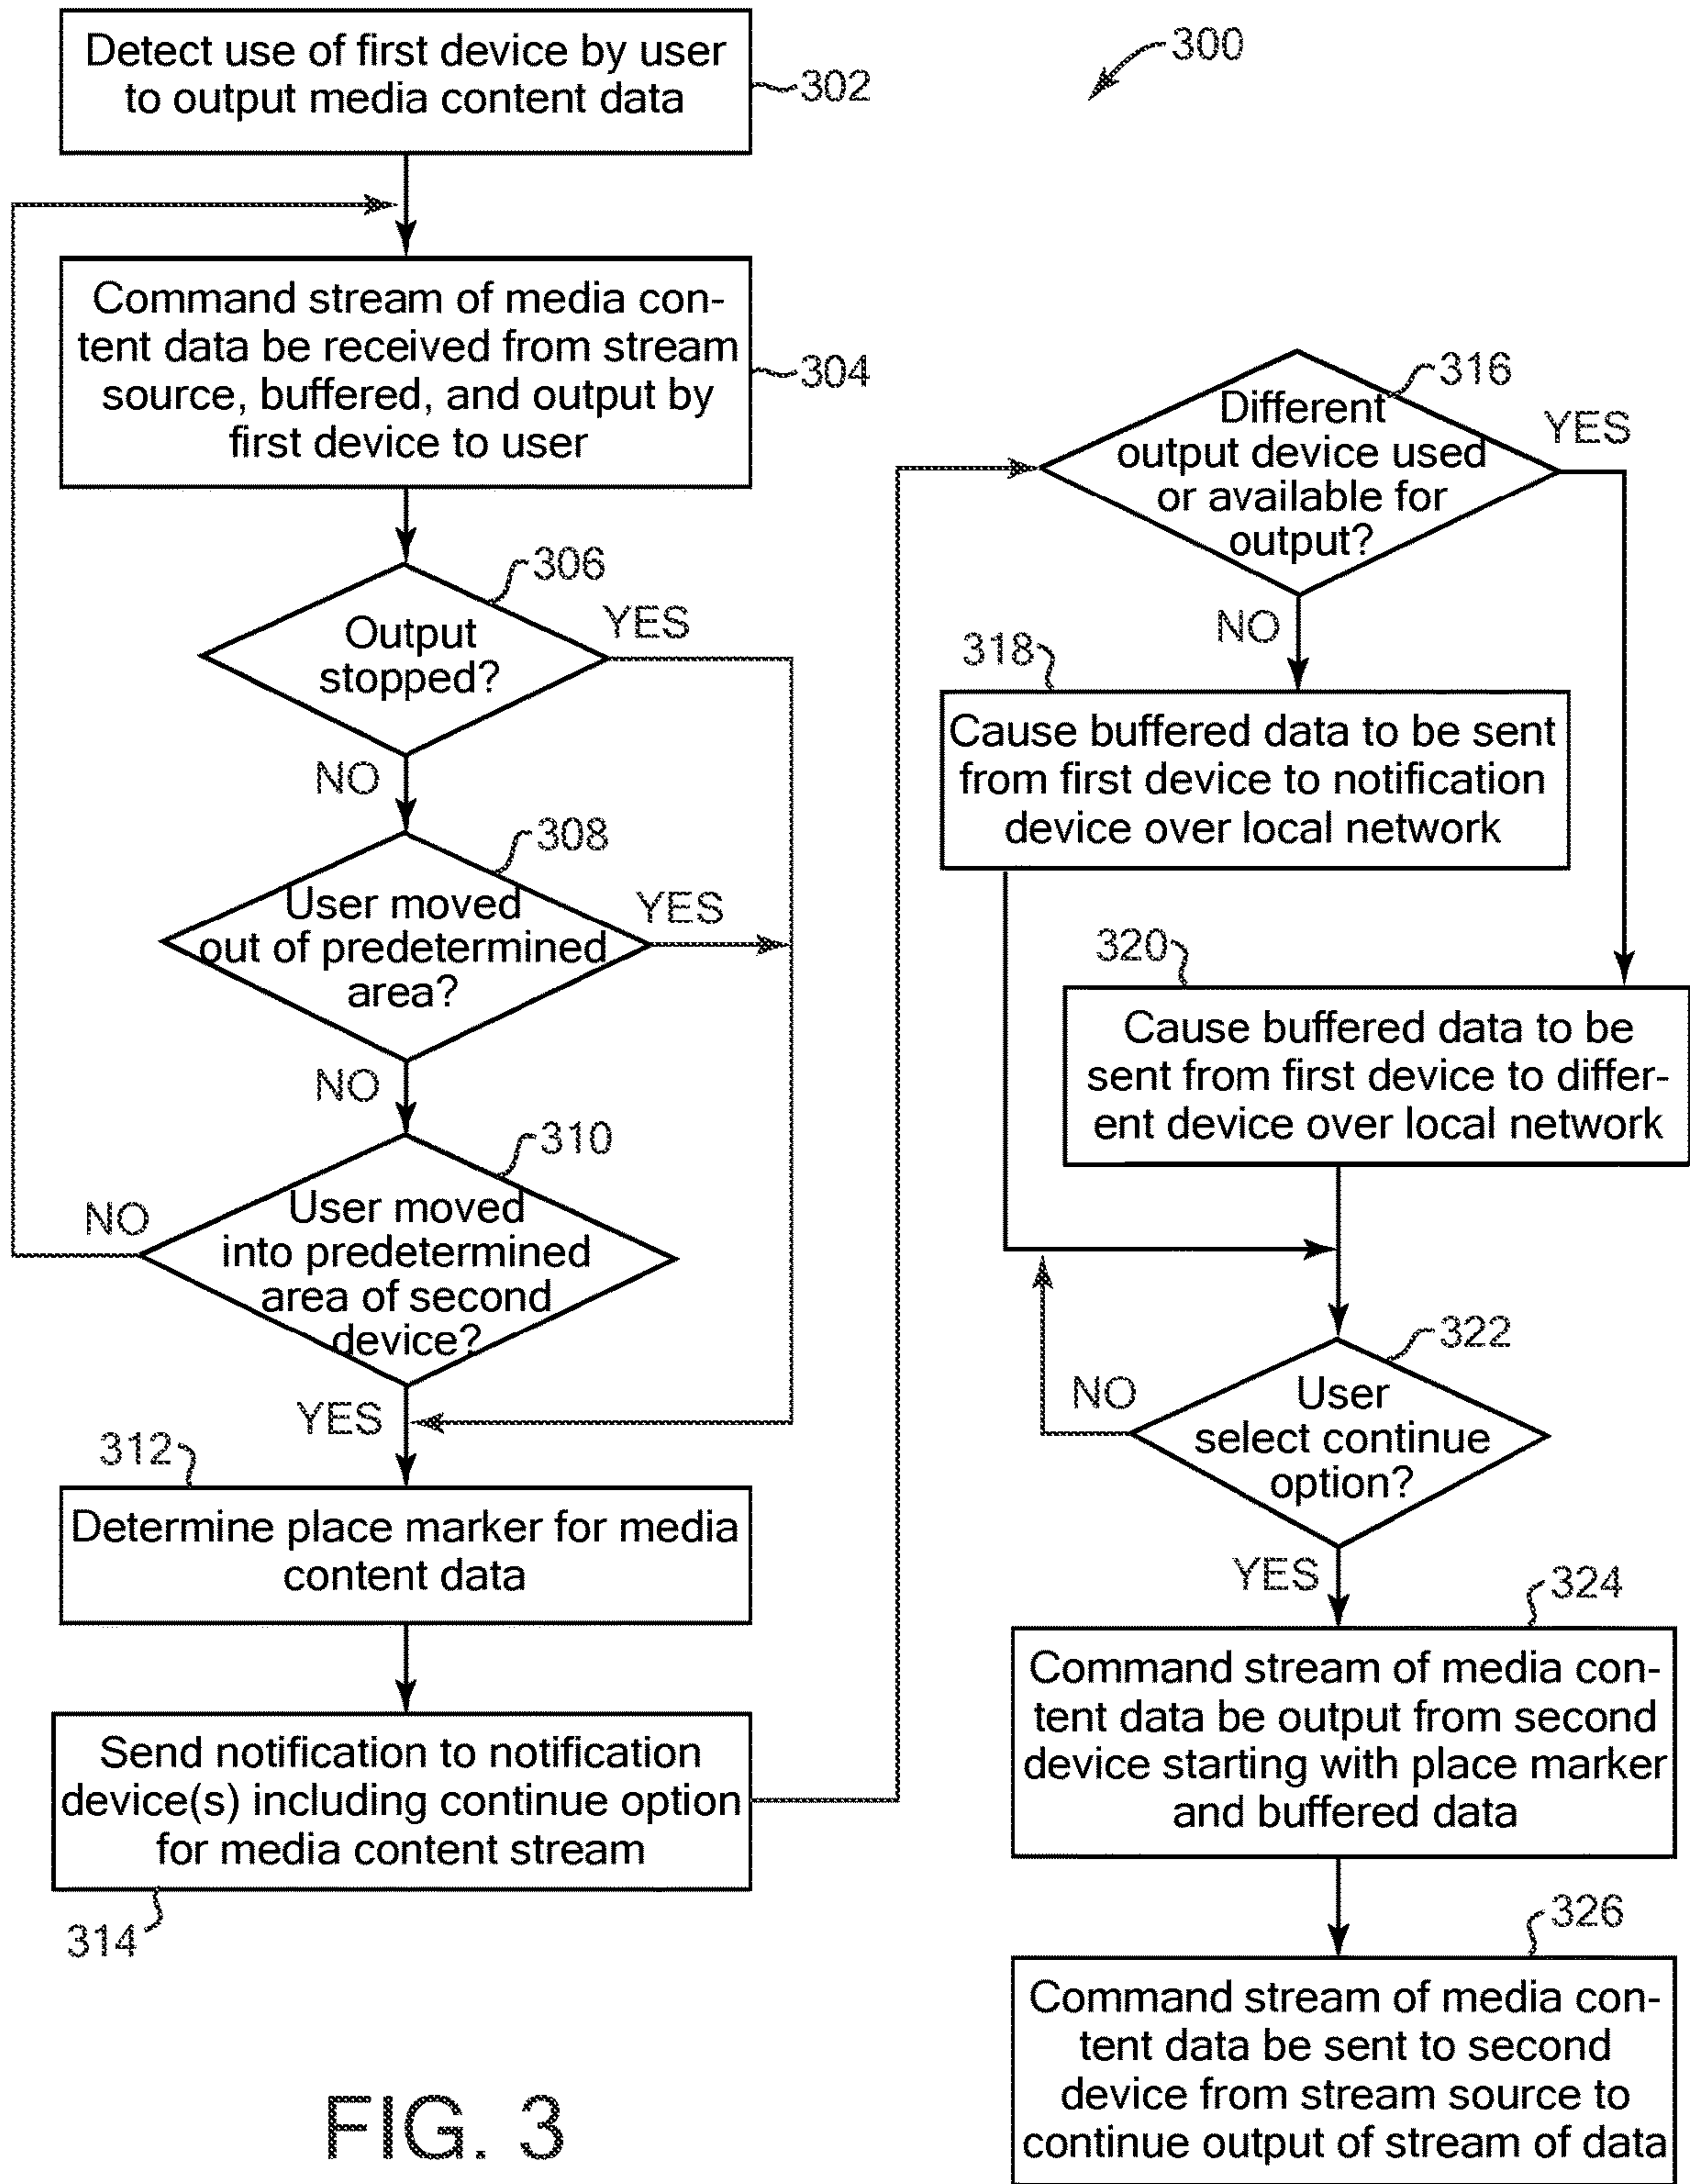 300
Detect use of first device by user
to output media content data
302
Command stream of media con-
tent data be received from stream
source, buffered, and output by
first device to user
304
306
Output
stopped?
YES
NO
308
User moved
out of predetermined
area?
YES
NO
310
User moved
into predetermined
area of second
device?
NO
YES
312
Determine place marker for media
content data
Send notification to notification
device(s) including continue option
for media content stream
314
316
Different
output device used
or available for
output?
YES
NO
318
Cause buffered data to be sent
from first device to notification
device over local network
320
Cause buffered data to be
sent from first device to differ-
ent device over local network
322
User
select continue
option?
NO
YES
324
Command stream of media con-
tent data be output from second
device starting with place marker
and buffered data
326
Command stream of media con-
tent data be sent to second
device from stream source to
continue output of stream of data
FIG. 3